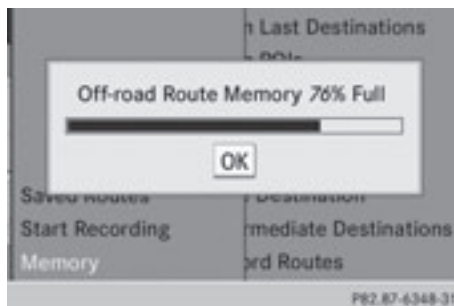 Last Destinations
Off-road Route Memory 76% Full
OK
Saved Routes
Destination
Start Recording
rmediate Destinations
Memory
ord Routes
P82.87-6348-31